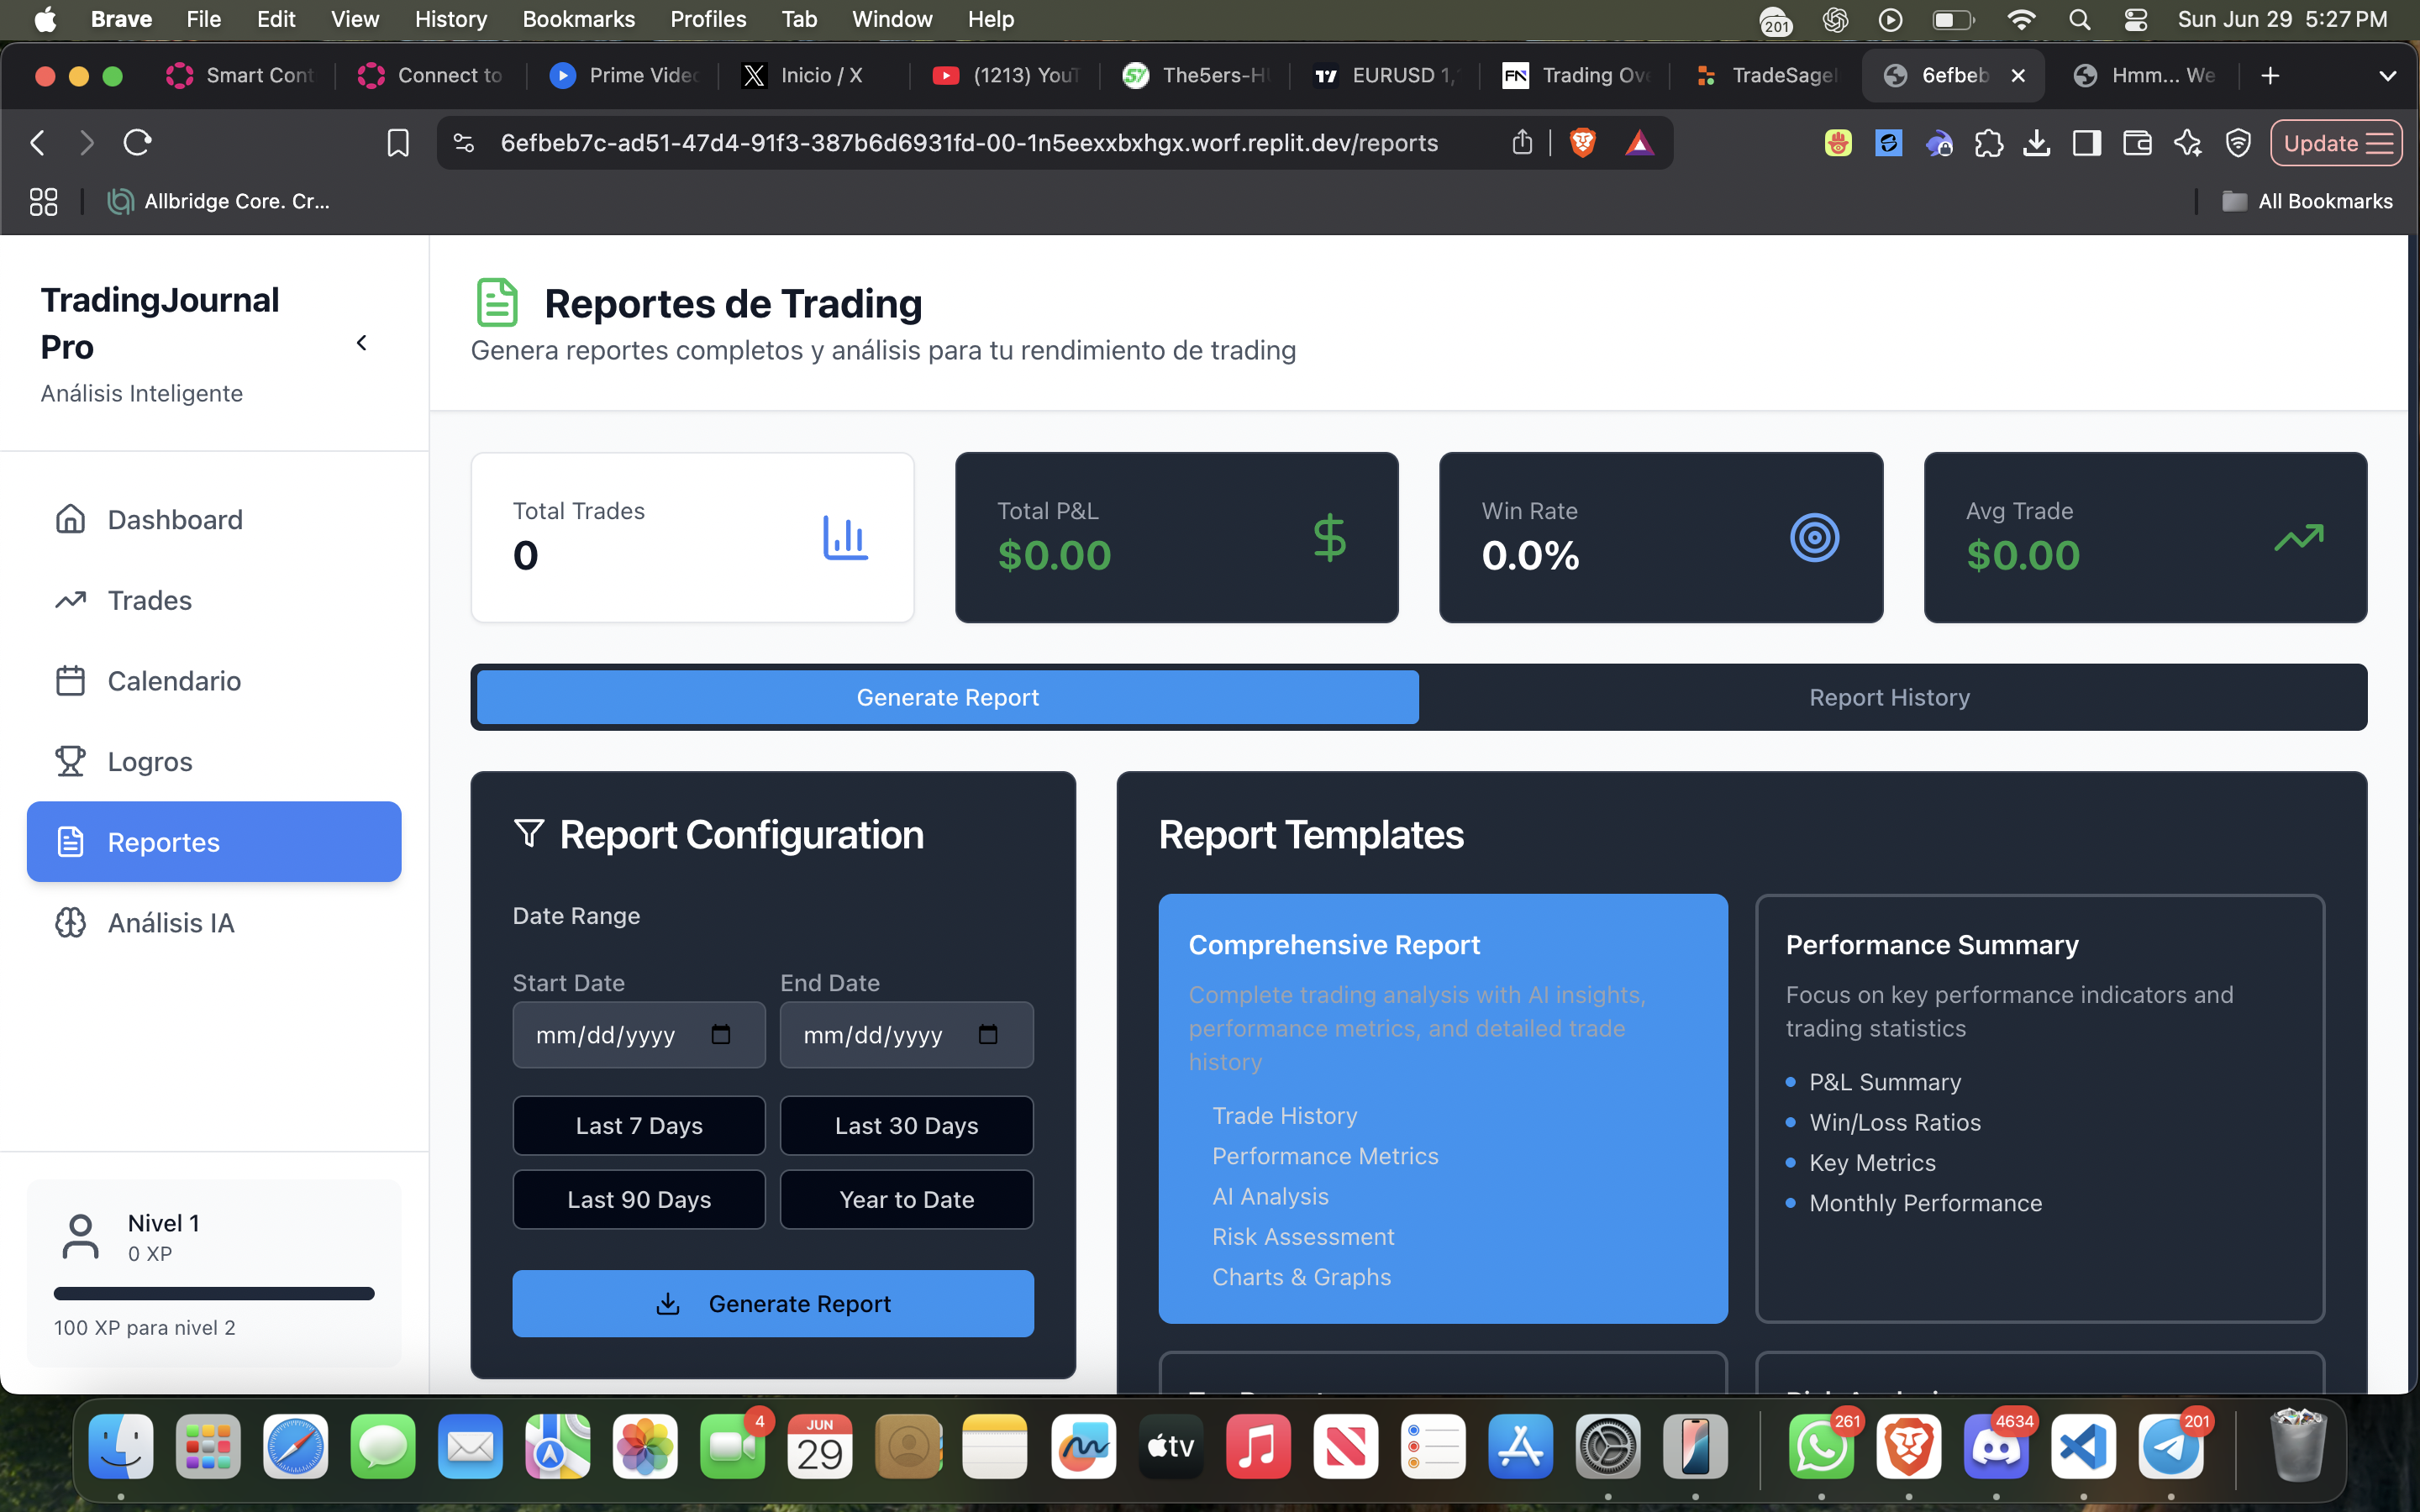 Brave File Edit View History Bookmarks Profiles Tab Window Help 201 Sun Jun 29 5:27 PM
Smart Cont Connect to Prime Video Inicio / X (1213) YouT The5ers-HU EURUSD 1, Trading Ove TradeSage 6efbeb Hmm... We
6efbeb7c-ad51-47d4-91f3-387b6d6931fd-00-1n5eexxbxhgx.worf.replit.dev/reports Update
Allbridge Core. Cr... All Bookmarks
TradingJournal
Pro
Análisis Inteligente
Dashboard
Trades
Calendario
Logros
Reportes
Análisis IA
Nivel 1
0 XP
100 XP para nivel 2
Reportes de Trading
Genera reportes completos y análisis para tu rendimiento de trading
Total Trades
0
Total P&L
$0.00
Win Rate
0.0%
Avg Trade
$0.00
Generate Report Report History
Report Configuration
Date Range
Start Date End Date
mm/dd/yyyy mm/dd/yyyy
Last 7 Days Last 30 Days
Last 90 Days Year to Date
Generate Report
Report Templates
Comprehensive Report
Complete trading analysis with AI insights,
performance metrics, and detailed trade
history
Trade History
Performance Metrics
AI Analysis
Risk Assessment
Charts & Graphs
Performance Summary
Focus on key performance indicators and
trading statistics
P&L Summary
Win/Loss Ratios
Key Metrics
Monthly Performance
4 JUN 29 tv 261 4634 201